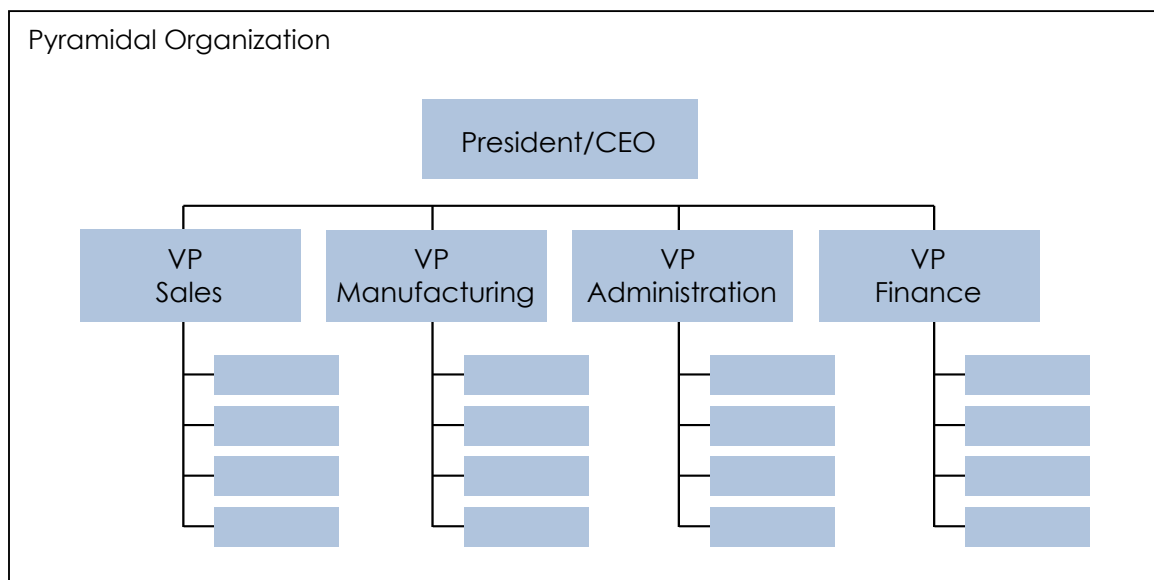 Pyramidal Organization
President/CEO
VP
Sales
VP
Manufacturing
VP
Administration
VP
Finance